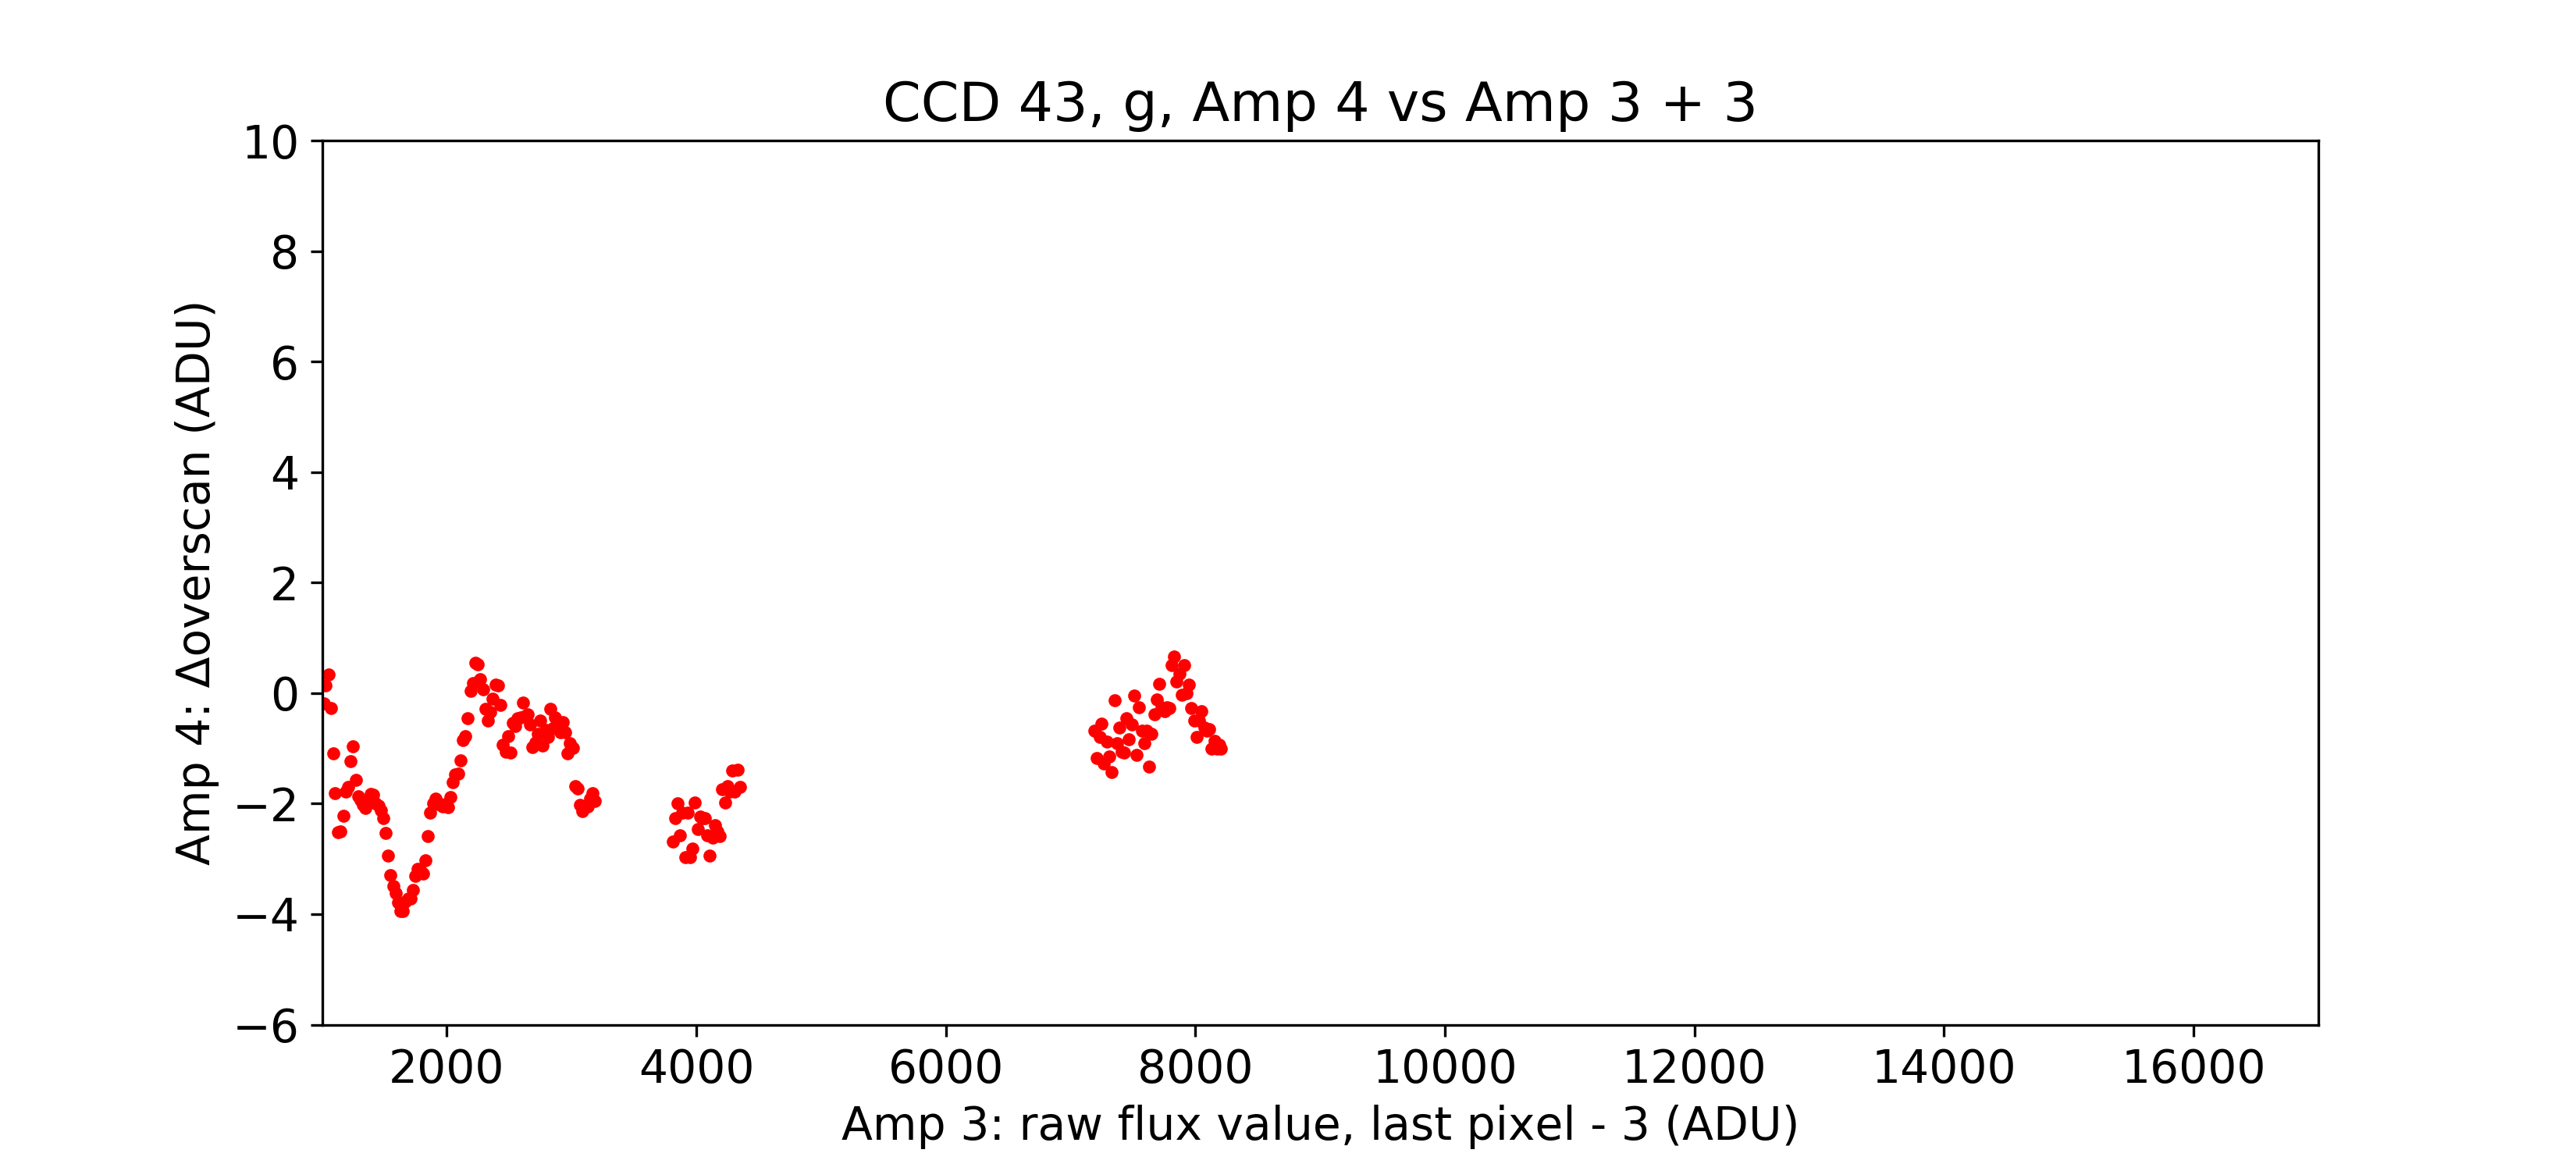 CCD 43, g, Amp 4 vs Amp 3 + 3
10
8
6
4
2
0
−2
−4
−6
Amp 4: Δoverscan (ADU)
2000 4000 6000 8000 10000 12000 14000 16000
Amp 3: raw flux value, last pixel - 3 (ADU)